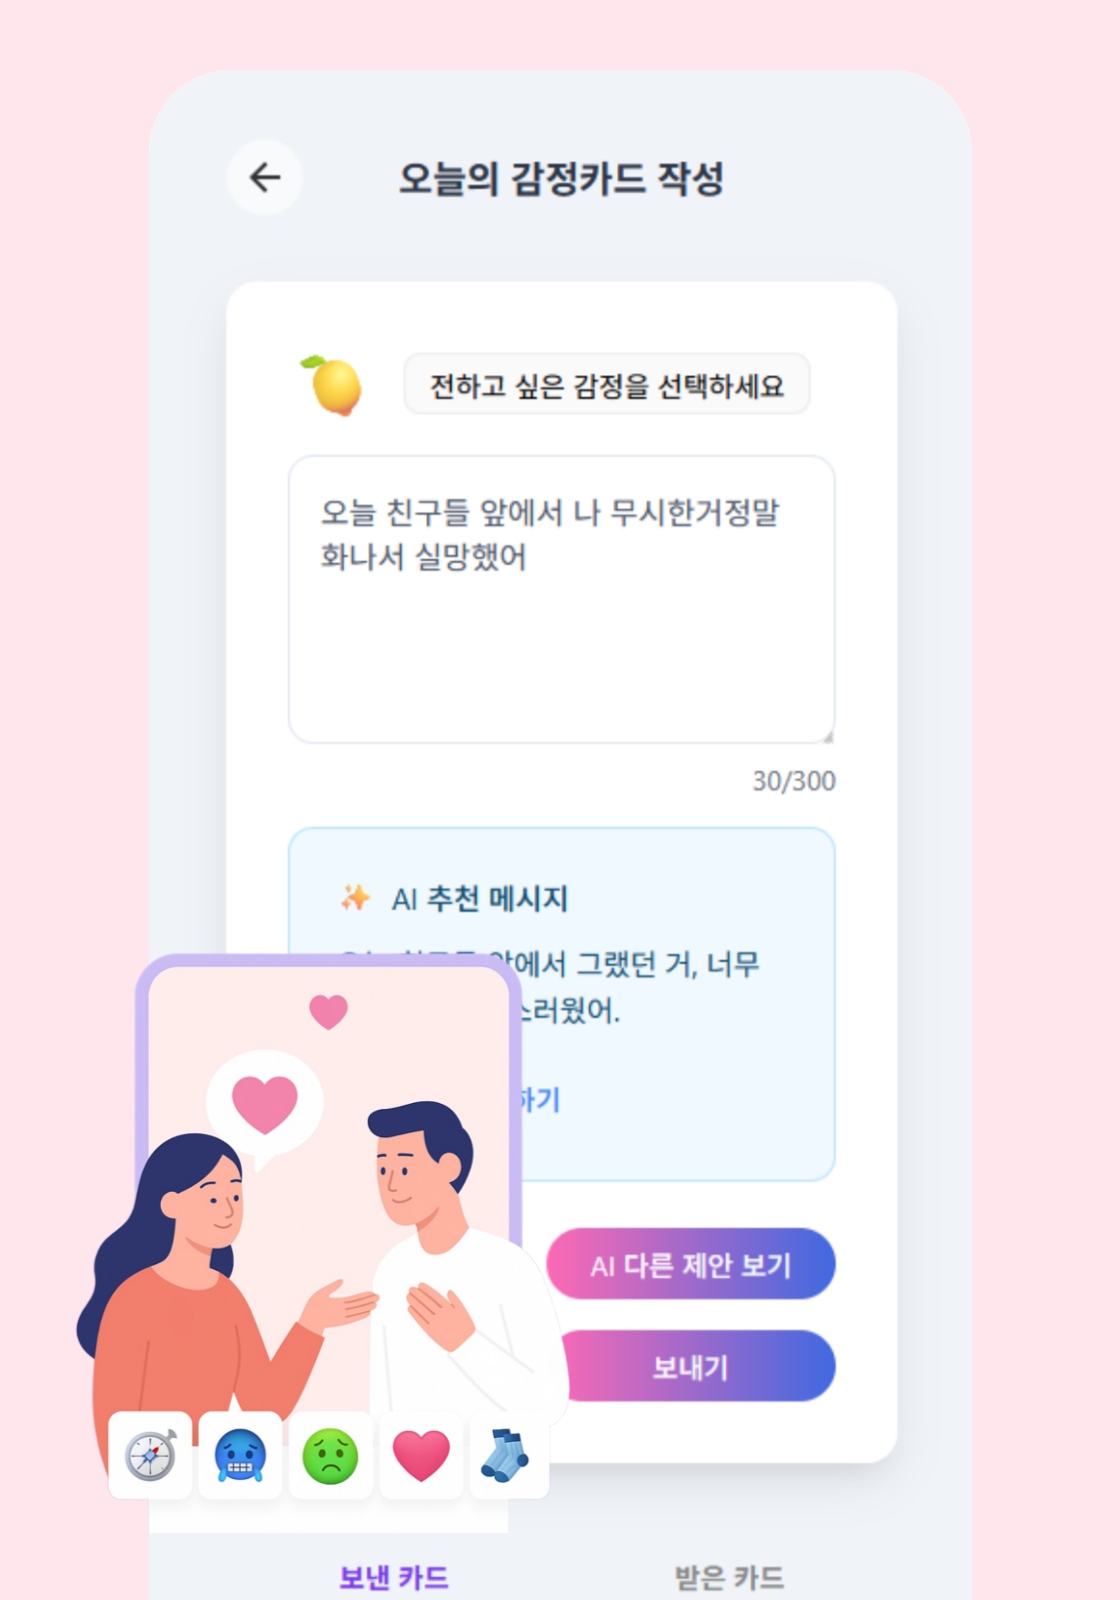 오늘의 감정카드 작성
전하고 싶은 감정을 선택하세요
오늘 친구들 앞에서 나 무시한거정말
화나서 실망했어
30/300
AI 추천 메시지
앞에서 그랬던 거, 너무
스러웠어.
하기
AI 다른 제안 보기
보내기
보낸 카드
받은 카드